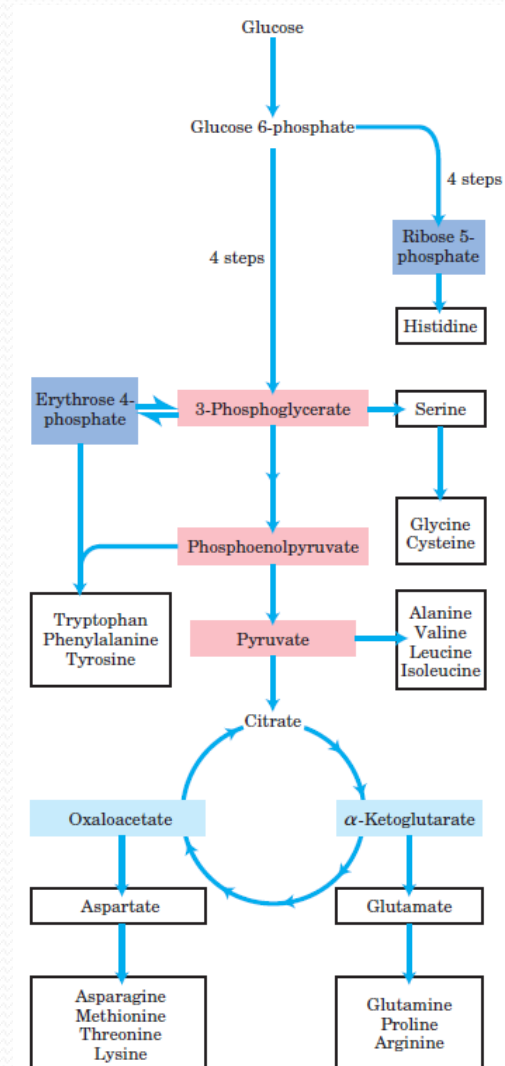 Glucose
Glucose 6-phosphate
4 steps
Ribose 5-
phosphate
4 steps
Histidine
Erythrose 4-
phosphate
3-Phosphoglycerate
Serine
Glycine
Cysteine
Phosphoenolpyruvate
Tryptophan
Phenylalanine
Tyrosine
Pyruvate
Alanine
Valine
Leucine
Isoleucine
Citrate
Oxaloacetate
α-Ketoglutarate
Aspartate
Glutamate
Asparagine
Methionine
Threonine
Lysine
Glutamine
Proline
Arginine